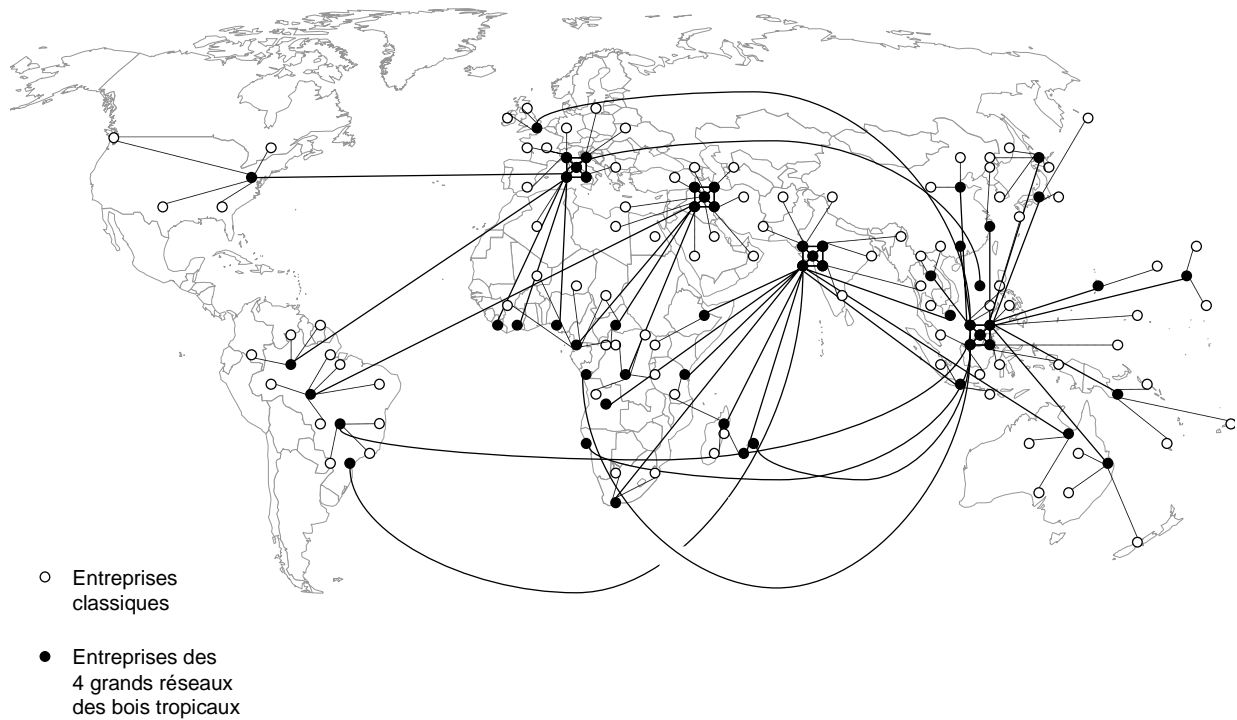 Entreprises
classiques
Entreprises des
4 grands réseaux
des bois tropicaux